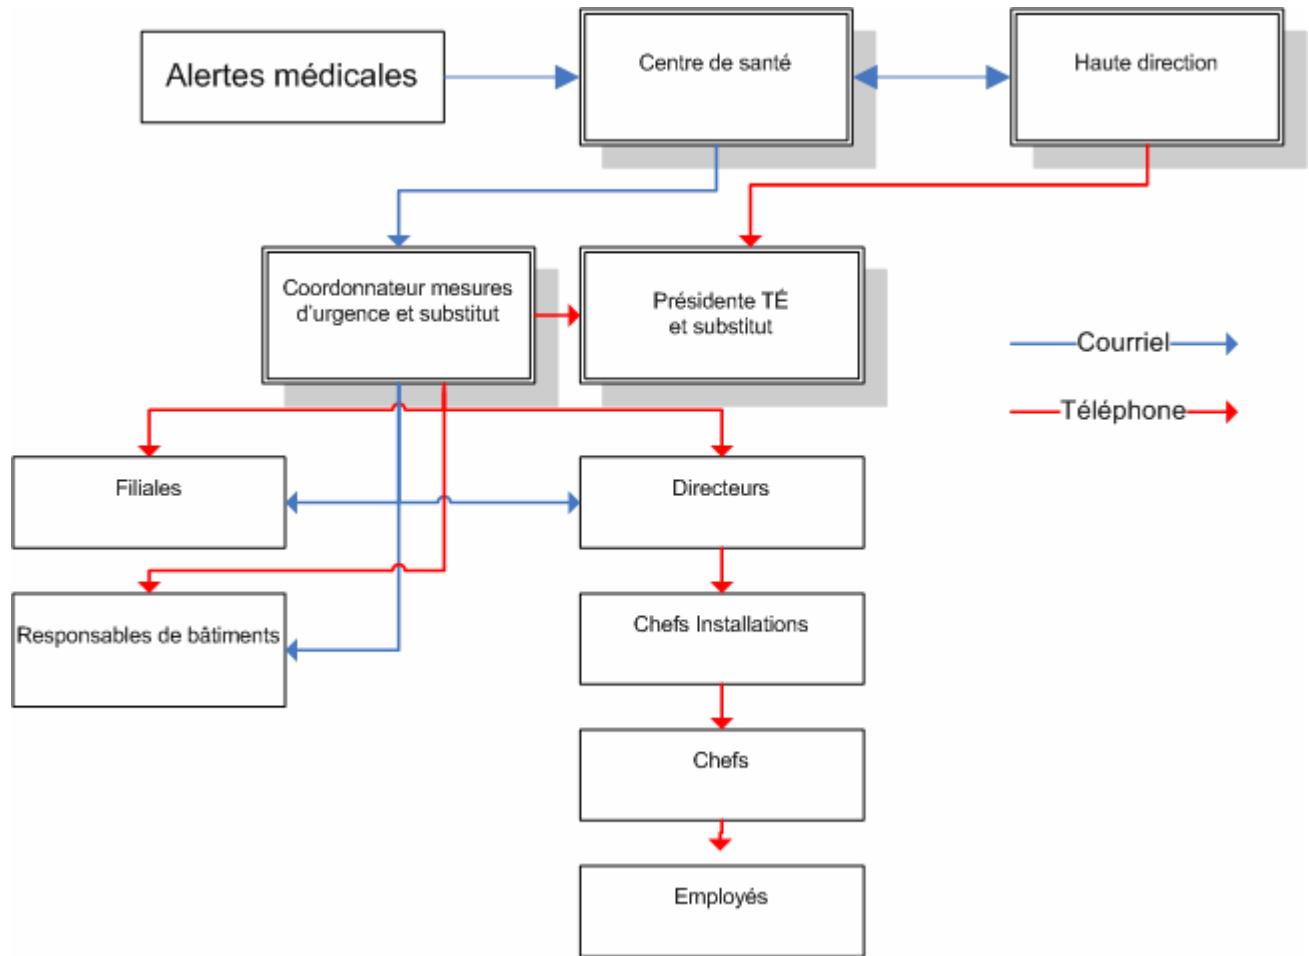 Alertes médicales
Centre de santé
Haute direction
Coordonnateur mesures
d'urgence et substitut
Présidente TÉ
et substitut
Courriel
Téléphone
Filiales
Directeurs
Responsables de bâtiments
Chefs Installations
Chefs
Employés